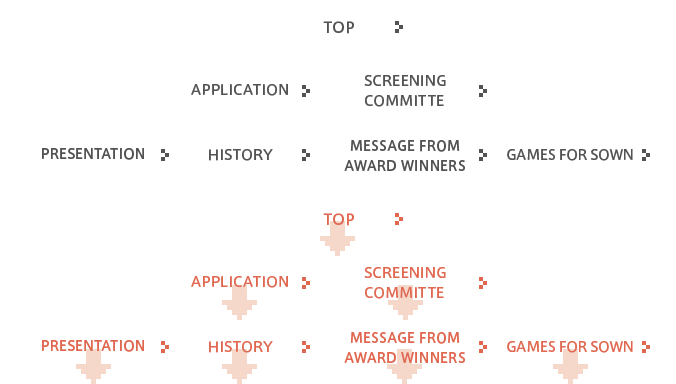 TOP
APPLICATION SCREENING
COMMITTE
PRESENTATION HISTORY MESSAGE FROM
AWARD WINNERS GAMES FOR SOWN
TOP
APPLICATION SCREENING
COMMITTE
PRESENTATION HISTORY MESSAGE FROM
AWARD WINNERS GAMES FOR SOWN